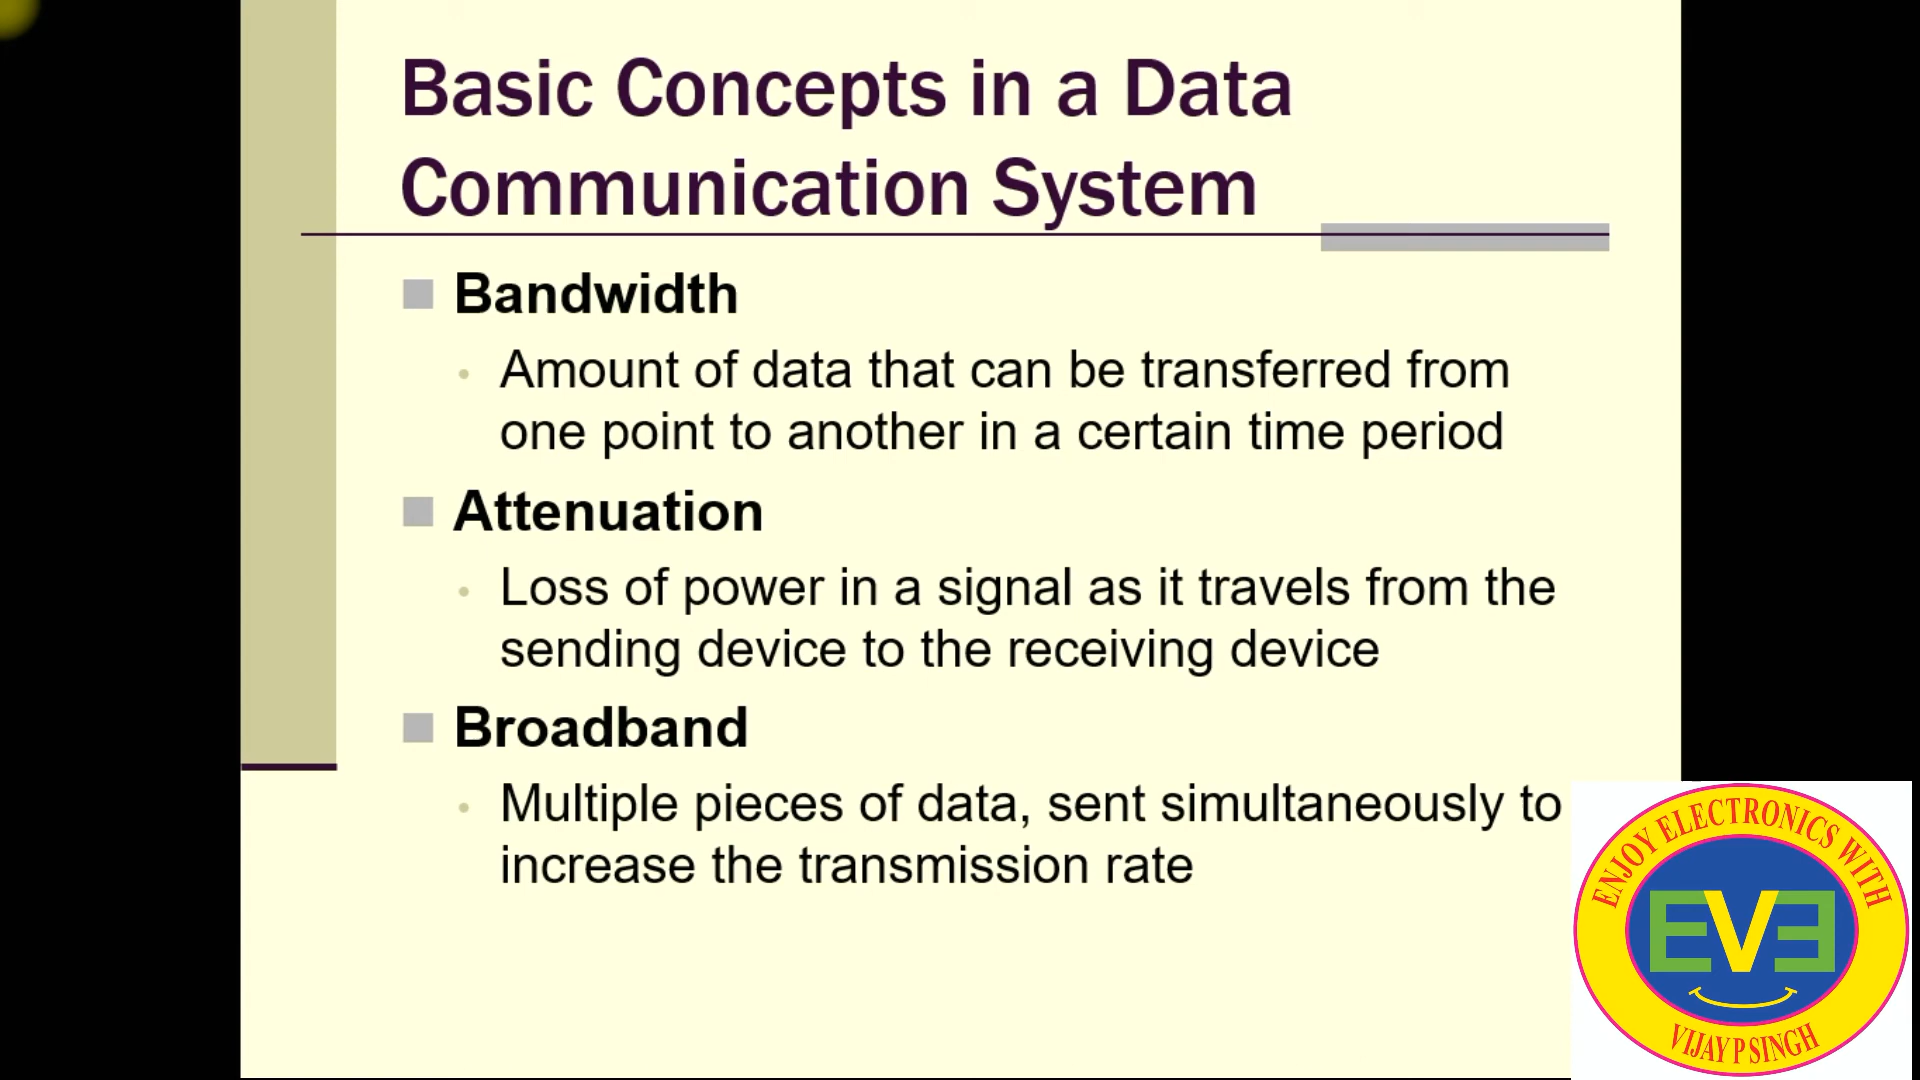 Basic Concepts in a Data
Communication System
Bandwidth
Amount of data that can be transferred from
one point to another in a certain time period
Attenuation
Loss of power in a signal as it travels from the
sending device to the receiving device
Broadband
Multiple pieces of data, sent simultaneously to
increase the transmission rate
ENJOY ELECTRONICS WITH
EVE
VIJAY P SINGH